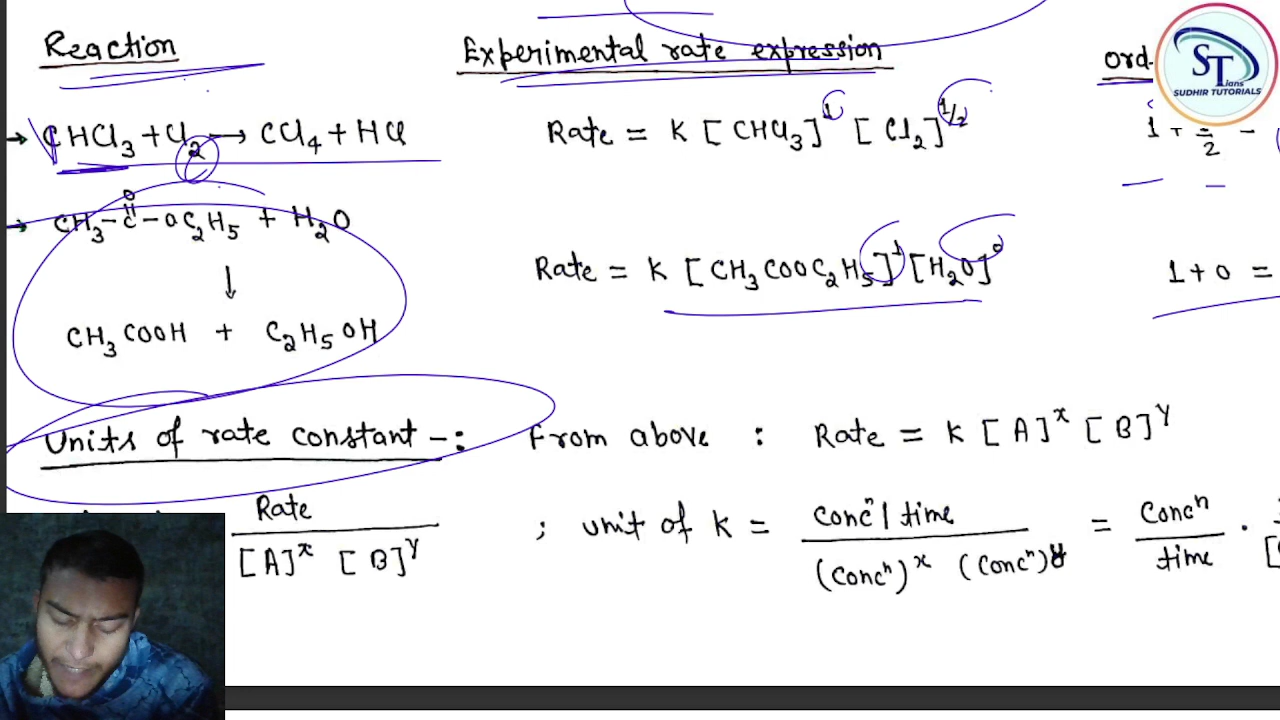 Reaction
Experimental rate expression
ord
ST
ians
SUDHIR TUTORIALS
→ CHCl₃ + Cl₂ → CCl₄ + HCl
Rate = K [CHCl₃]¹ [Cl₂]^1/2
1 + 1/2 =
→ CH₃-C-OC₂H₅ + H₂O
O
Rate = K [CH₃COOC₂H₅]¹ [H₂O]⁰
1 + 0 =
↓
CH₃COOH + C₂H₅OH
Units of rate constant -: From above : Rate = K [A]ˣ [B]ʸ
Rate / [A]ˣ [B]ʸ ; unit of K = Concⁿ/time / (Concⁿ)ˣ (Concⁿ)ʸ = Concⁿ / time ·